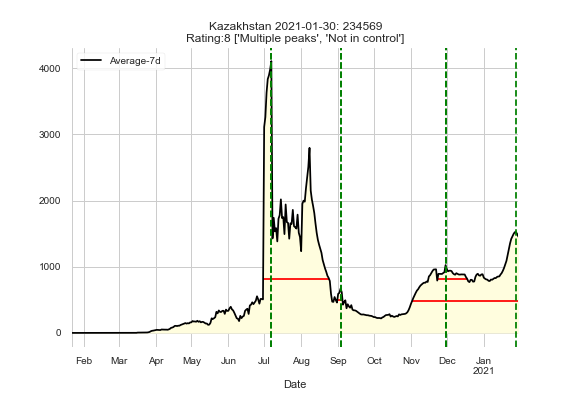 Kazakhstan 2021-01-30: 234569
Rating:8 ['Multiple peaks', 'Not in control']
Average-7d
4000
3000
2000
1000
0
Feb Mar Apr May Jun Jul Aug Sep Oct Nov Dec Jan
2021
Date